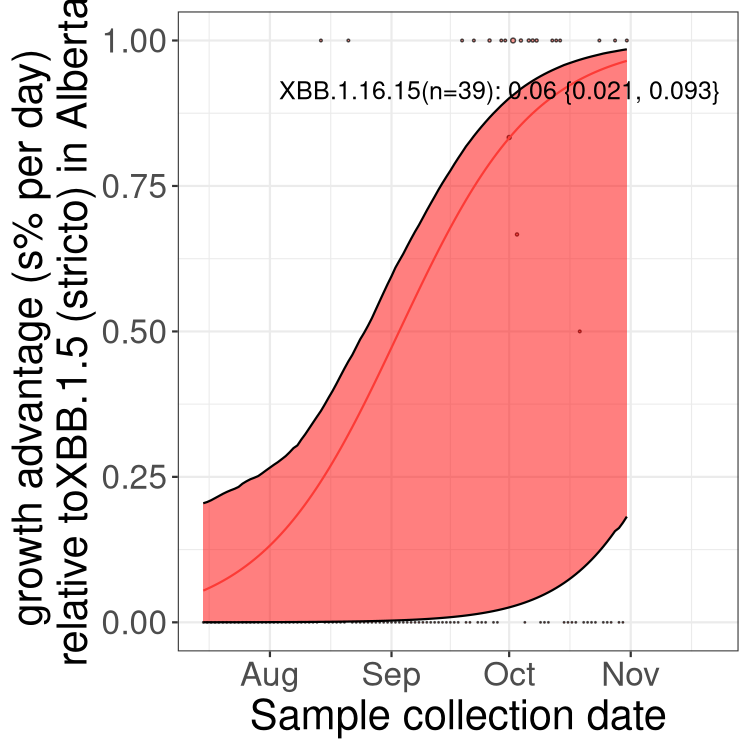 growth advantage (s% per day)
relative toXBB.1.5 (stricto) in Alberta
1.00
0.75
0.50
0.25
0.00
XBB.1.16.15(n=39): 0.06 {0.021, 0.093}
Aug
Sep
Oct
Nov
Sample collection date